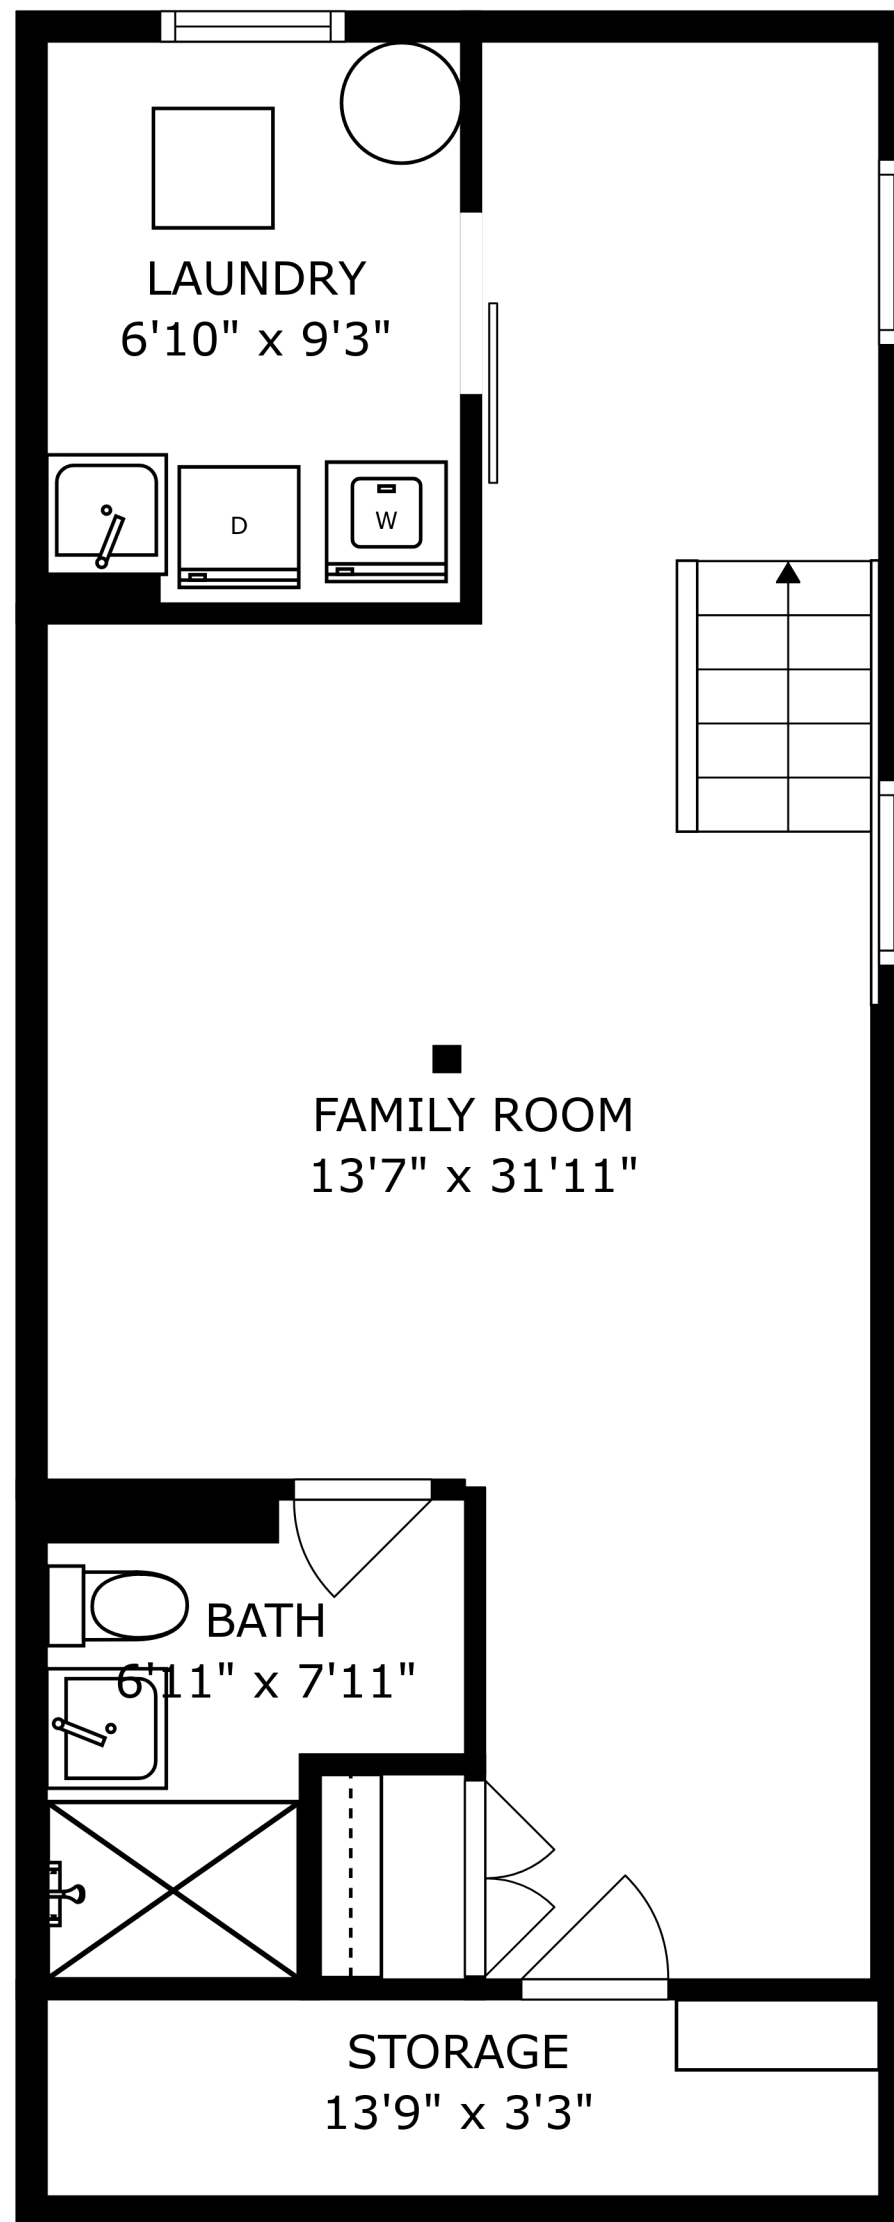 LAUNDRY
6'10" x 9'3"
D
W
FAMILY ROOM
13'7" x 31'11"
BATH
6'11" x 7'11"
STORAGE
13'9" x 3'3"